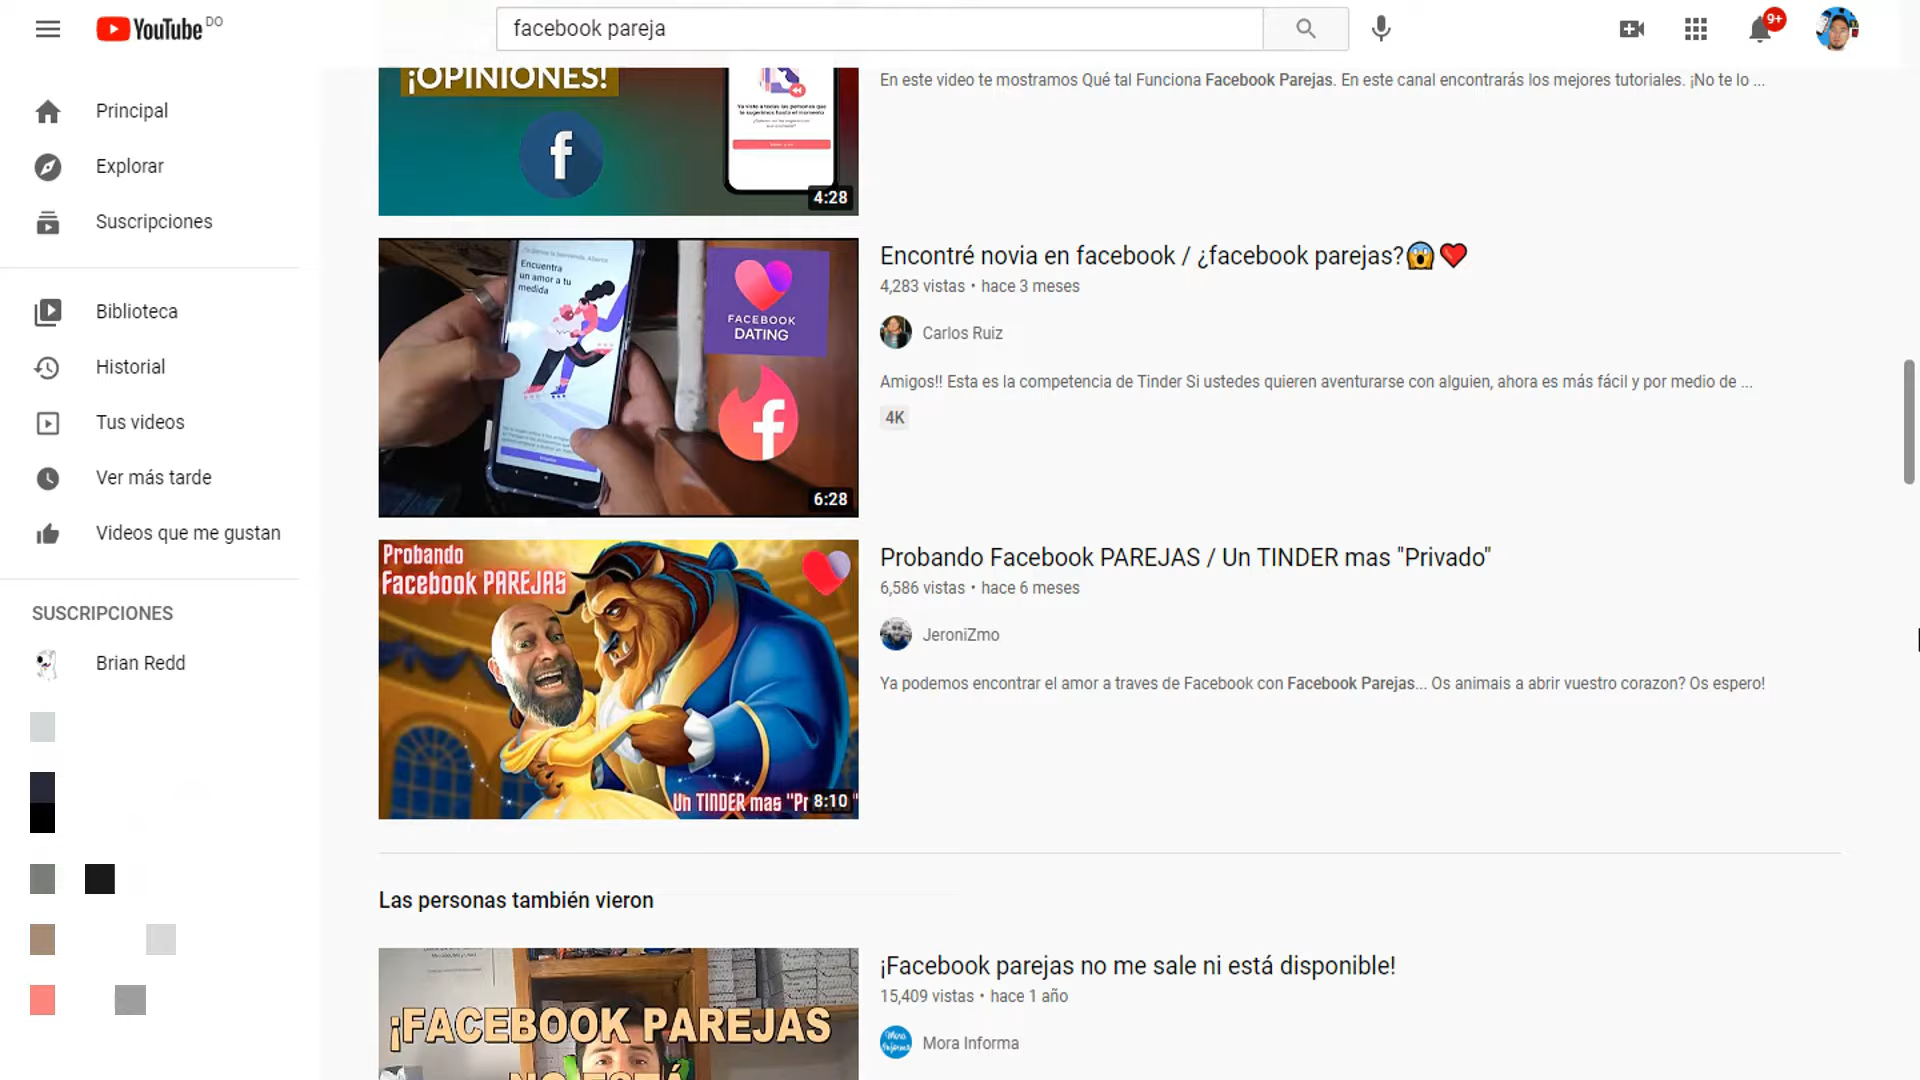 YouTube DO
facebook pareja
9+
Principal
Explorar
Suscripciones
Biblioteca
Historial
Tus videos
Ver más tarde
Videos que me gustan
SUSCRIPCIONES
Brian Redd
¡OPINIONES!
4:28
En este video te mostramos Qué tal Funciona Facebook Parejas. En este canal encontrarás los mejores tutoriales. ¡No te lo ...
Encuentra
un amor a tu
medida
FACEBOOK
DATING
6:28
Encontré novia en facebook / ¿facebook parejas?😱❤️
4,283 vistas • hace 3 meses
Carlos Ruiz
Amigos!! Esta es la competencia de Tinder Si ustedes quieren aventurarse con alguien, ahora es más fácil y por medio de ...
4K
Probando
Facebook PAREJAS
Un TINDER mas "Pr
8:10
Probando Facebook PAREJAS / Un TINDER mas "Privado"
6,586 vistas • hace 6 meses
JeroniZmo
Ya podemos encontrar el amor a traves de Facebook con Facebook Parejas... Os animais a abrir vuestro corazon? Os espero!
Las personas también vieron
¡FACEBOOK PAREJAS
NO ESTÁ
¡Facebook parejas no me sale ni está disponible!
15,409 vistas • hace 1 año
Mora Informa